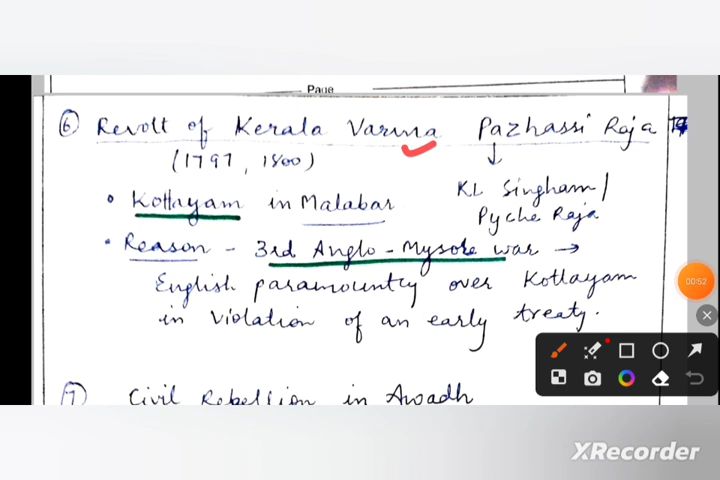 Page
⑥ Revolt of Kerala Varma Pazhassi Raja
(1797, 1800)
KL Singham /
Pyche Raja
• Kottayam in Malabar
• Reason - 3rd Anglo - Mysore war →
English paramountcy over Kottayam
in violation of an early treaty.
⑦ Civil Rebellion in Awadh
00:52
XRecorder